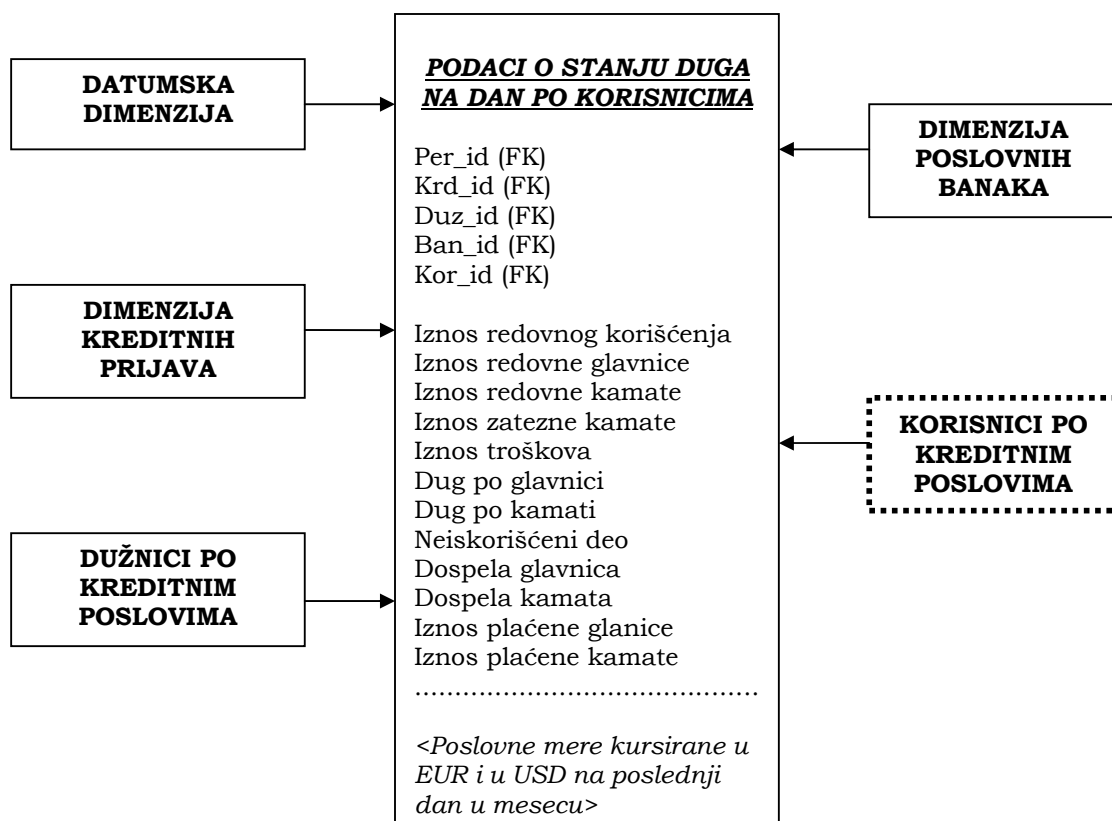 DATUMSKA
DIMENZIJA
DIMENZIJA
KREDITNIH
PRIJAVA
DUŽNICI PO
KREDITNIM
POSLOVIMA
PODACI O STANJU DUGA
NA DAN PO KORISNICIMA
Per_id (FK)
Krd_id (FK)
Duz_id (FK)
Ban_id (FK)
Kor_id (FK)
Iznos redovnog korišćenja
Iznos redovne glavnice
Iznos redovne kamate
Iznos zatezne kamate
Iznos troškova
Dug po glavnici
Dug po kamati
Neiskorišćeni deo
Dospela glavnica
Dospela kamata
Iznos plaćene glanice
Iznos plaćene kamate
...........................................
<Poslovne mere kursirane u
EUR i u USD na poslednji
dan u mesecu>
DIMENZIJA
POSLOVNIH
BANAKA
KORISNICI PO
KREDITNIM
POSLOVIMA